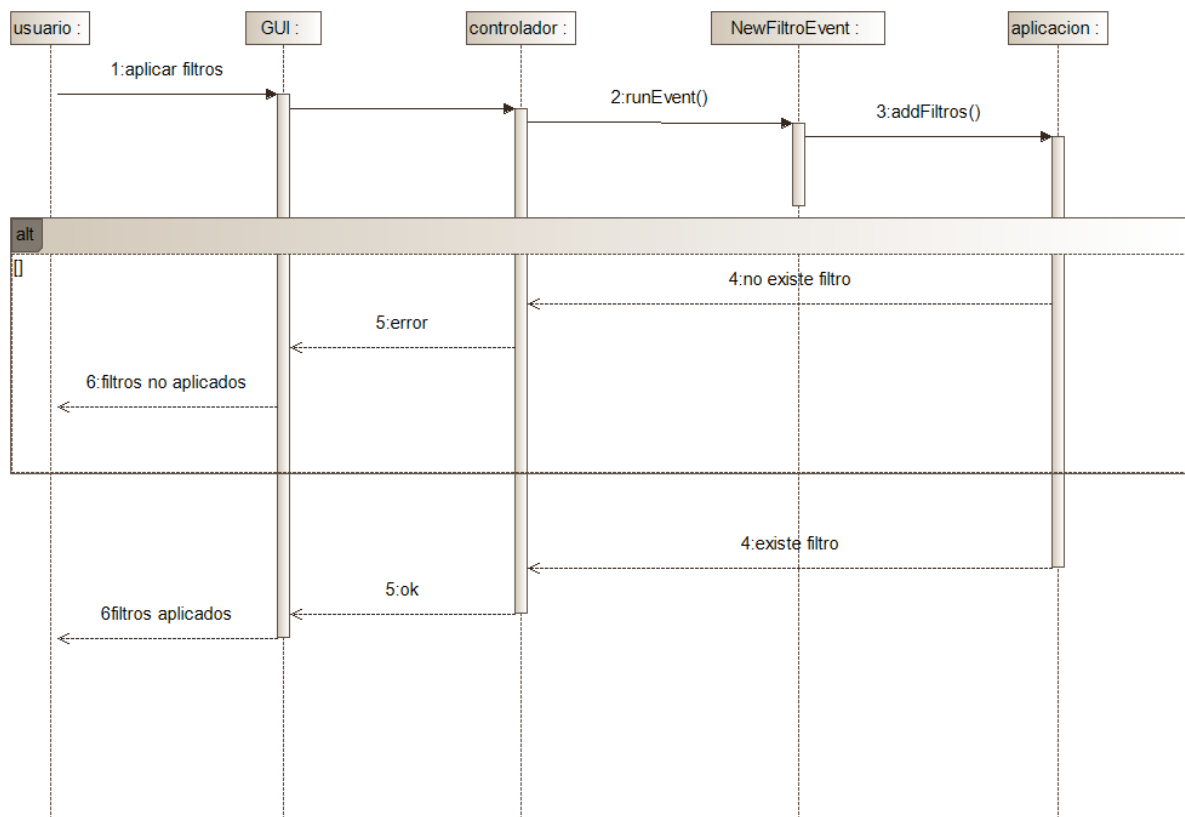 usuario :
GUI :
controlador :
NewFiltroEvent :
aplicacion :
1:aplicar filtros
2:runEvent()
3:addFiltros()
alt
[]
4:no existe filtro
5:error
6:filtros no aplicados
4:existe filtro
5:ok
6filtros aplicados